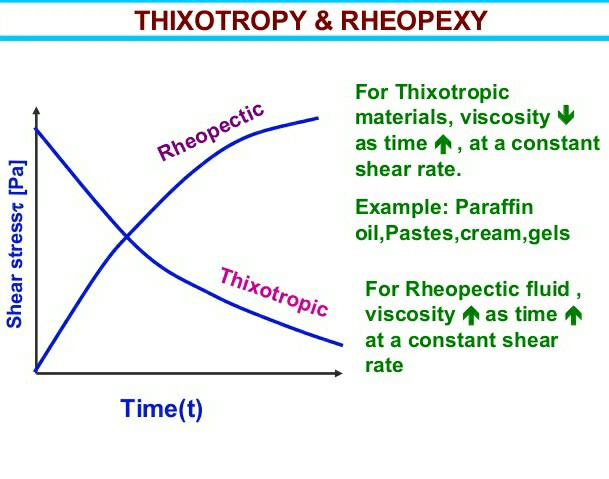 THIXOTROPY & RHEOPEXY
For Thixotropic
materials, viscosity 🡇
as time 🡅 , at a constant
shear rate.
Example: Paraffin
oil,Pastes,cream,gels
For Rheopectic fluid ,
viscosity 🡅 as time 🡅
at a constant shear
rate
Rheopectic
Thixotropic
Shear stressτ [Pa]
Time(t)